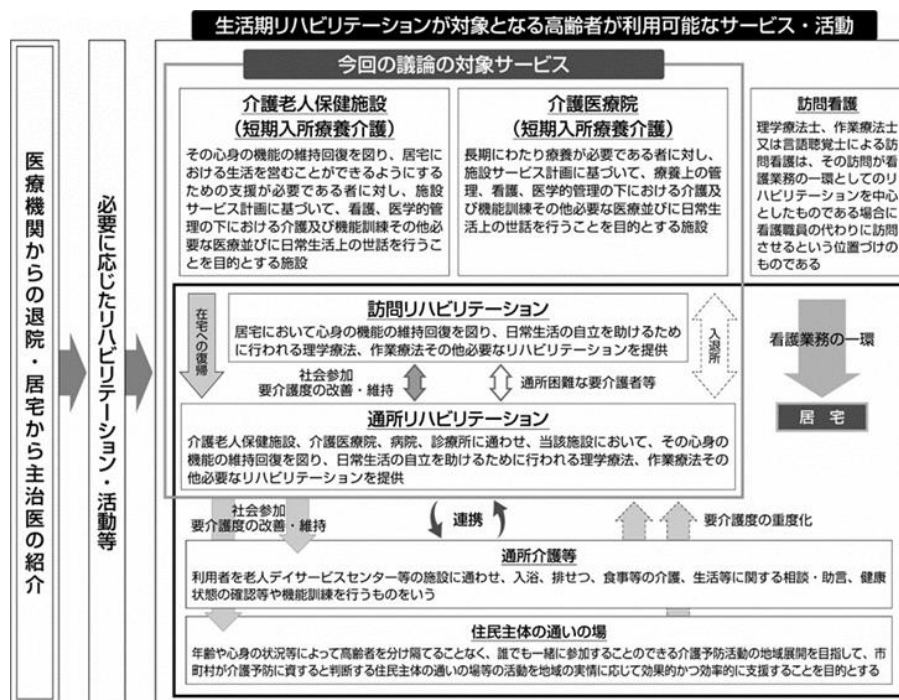 生活期リハビリテーションが対象となる高齢者が利用可能なサービス・活動
医療機関からの退院・居宅から主治医の紹介
必要に応じたリハビリテーション・活動等
今回の議論の対象サービス
介護老人保健施設
（短期入所療養介護）
その心身の機能の維持回復を図り、居宅に
おける生活を営むことができるようにす
るための支援が必要である者に対し、施設
サービス計画に基づいて、看護、医学的管
理の下における介護及び機能訓練その他必
要な医療並びに日常生活上の世話を行うこ
とを目的とする施設
介護医療院
（短期入所療養介護）
長期にわたり療養が必要である者に対し、
施設サービス計画に基づいて、療養上の管
理、看護、医学的管理の下における介護及
び機能訓練その他必要な医療並びに日常生
活上の世話を行うことを目的とする施設
訪問看護
理学療法士、作業療法士
又は言語聴覚士による訪
問看護は、その訪問が看
護業務の一環としてのリ
ハビリテーションを中心
としたものである場合に
看護職員の代わりに訪問
させるという位置づけの
ものである
在宅への復帰
訪問リハビリテーション
居宅において心身の機能の維持回復を図り、日常生活の自立を助けるため
に行われる理学療法、作業療法その他必要なリハビリテーションを提供
入退所
看護業務の一環
居宅
社会参加
要介護度の改善・維持
通所困難な要介護者等
通所リハビリテーション
介護老人保健施設、介護医療院、病院、診療所に通わせ、当該施設において、その心身の
機能の維持回復を図り、日常生活の自立を助けるために行われる理学療法、作業療法その
他必要なリハビリテーションを提供
社会参加
要介護度の改善・維持
連携
要介護度の重度化
通所介護等
利用者を老人デイサービスセンター等の施設に通わせ、入浴、排せつ、食事等の介護、生活等に関する相談・助言、健康
状態の確認等や機能訓練を行うものをいう
住民主体の通いの場
年齢や心身の状況等によって高齢者を分け隔てることなく、誰でも一緒に参加することのできる介護予防活動の地域展開を目指して、市
町村が介護予防に資すると判断する住民主体の通いの場等の活動を地域の実情に応じて効果的かつ効率的に支援することを目的とする